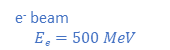 e⁻ beam
Eₑ = 500 MeV